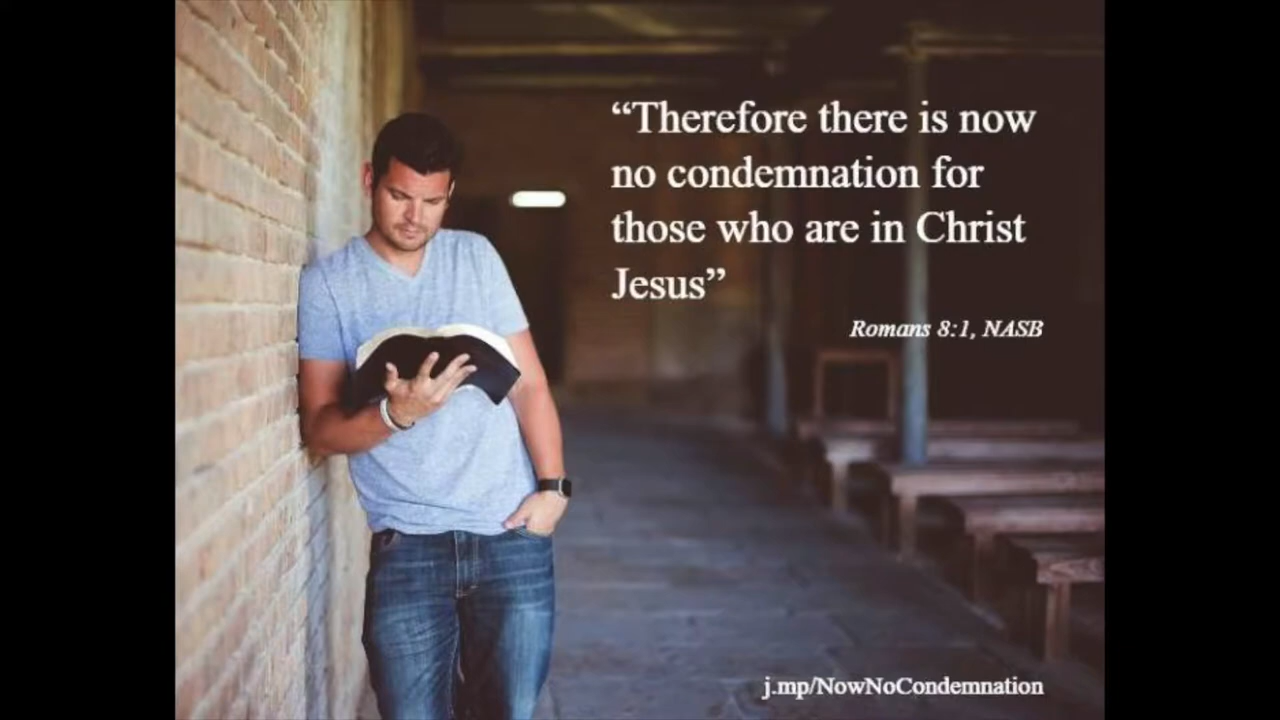 “Therefore there is now
no condemnation for
those who are in Christ
Jesus”
Romans 8:1, NASB
j.mp/NowNoCondemnation